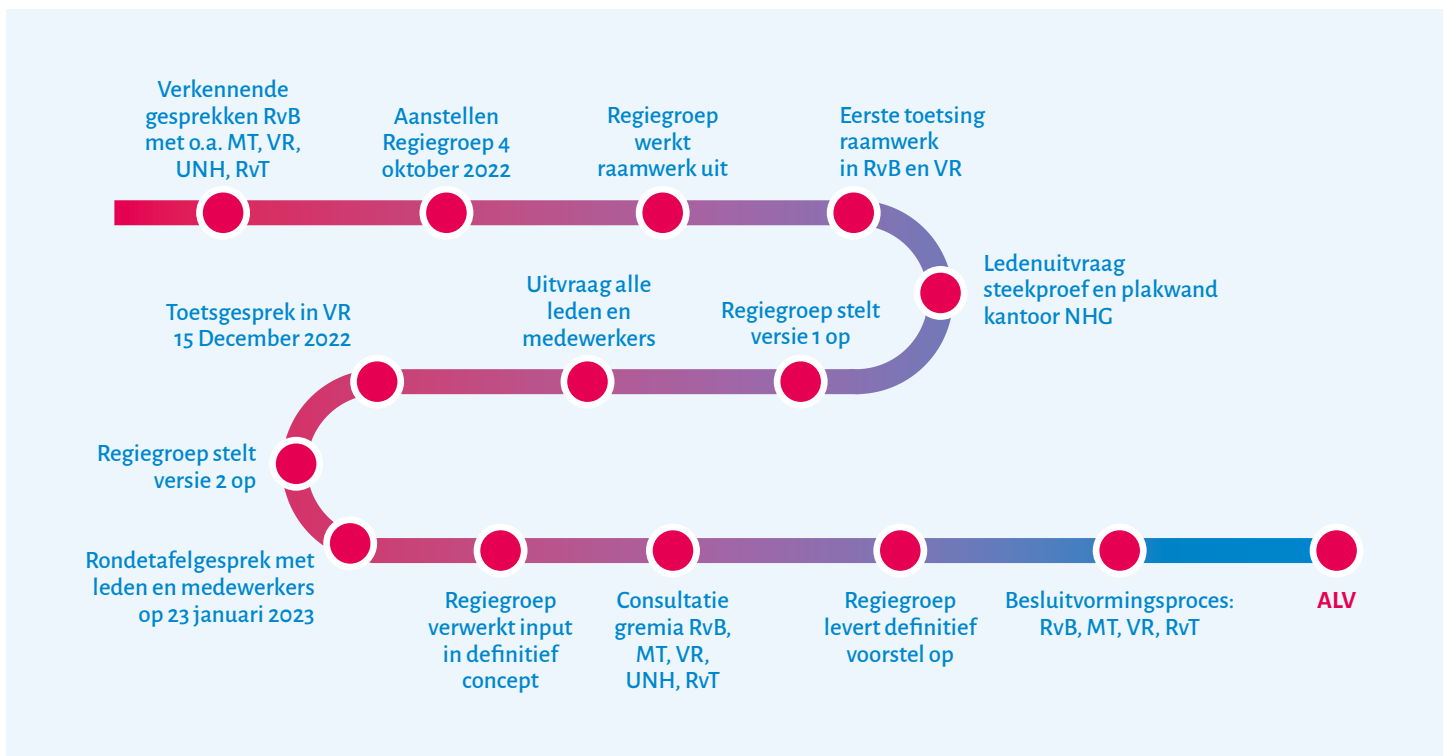 Verkennende
gesprekken RvB
met o.a. MT, VR,
UNH, RvT
Aanstellen
Regiegroep 4
oktober 2022
Regiegroep
werkt
raamwerk uit
Eerste toetsing
raamwerk
in RvB en VR
Ledenuitvraag
steekproef en plakwand
kantoor NHG
Regiegroep stelt
versie 1 op
Uitvraag alle
leden en
medewerkers
Toetsgesprek in VR
15 December 2022
Regiegroep stelt
versie 2 op
Rondetafelgesprek met
leden en medewerkers
op 23 januari 2023
Regiegroep
verwerkt input
in definitief
concept
Consultatie
gremia RvB,
MT, VR,
UNH, RvT
Regiegroep
levert definitief
voorstel op
Besluitvormingsproces:
RvB, MT, VR, RvT
ALV